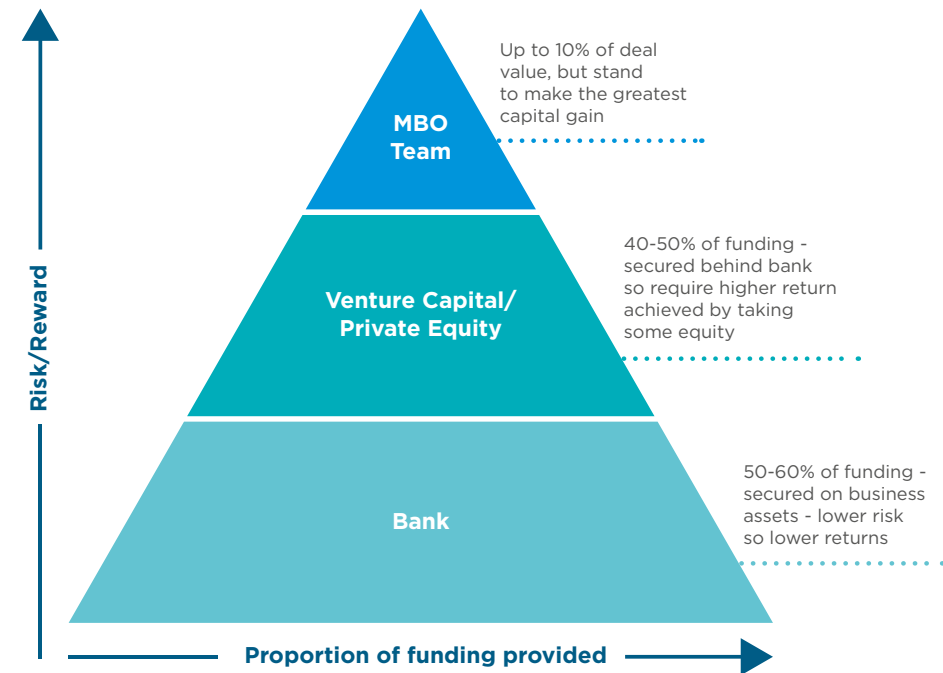 Up to 10% of deal
value, but stand
to make the greatest
capital gain
MBO
Team
40-50% of funding -
secured behind bank
so require higher return
achieved by taking
some equity
Venture Capital/
Private Equity
Risk/Reward
50-60% of funding -
secured on business
assets - lower risk
so lower returns
Bank
Proportion of funding provided